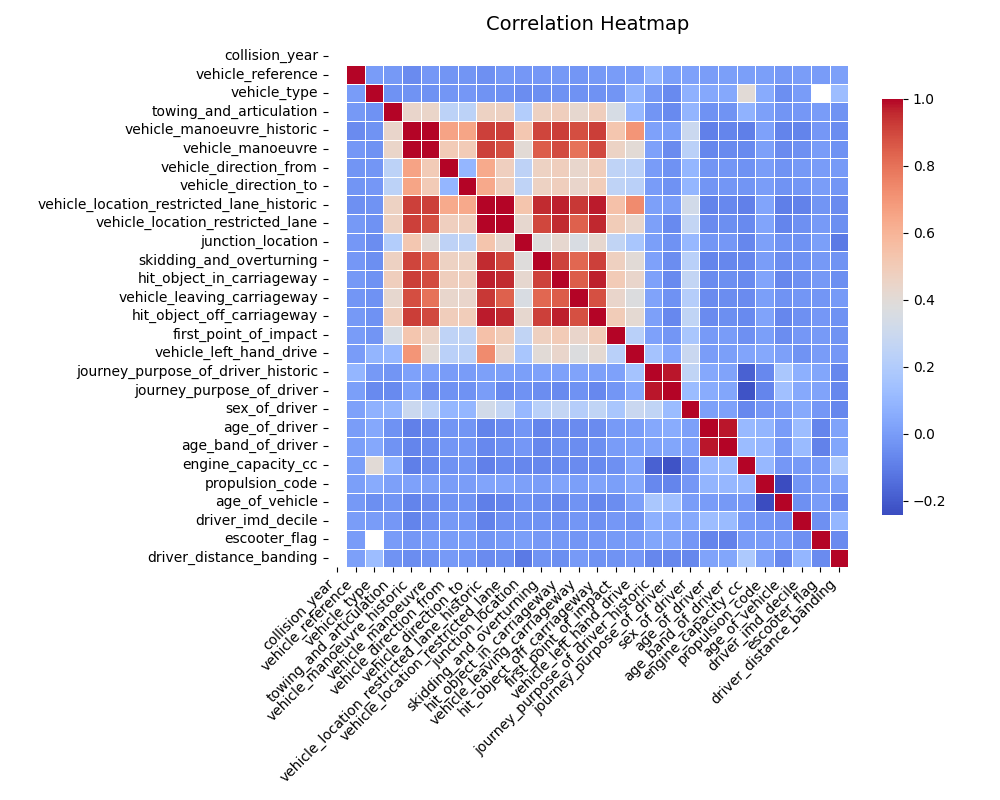 Correlation Heatmap
collision_year
vehicle_reference
vehicle_type
towing_and_articulation
vehicle_manoeuvre_historic
vehicle_manoeuvre
vehicle_direction_from
vehicle_direction_to
vehicle_location_restricted_lane_historic
vehicle_location_restricted_lane
junction_location
skidding_and_overturning
hit_object_in_carriageway
vehicle_leaving_carriageway
hit_object_off_carriageway
first_point_of_impact
vehicle_left_hand_drive
journey_purpose_of_driver_historic
journey_purpose_of_driver
sex_of_driver
age_of_driver
age_band_of_driver
engine_capacity_cc
propulsion_code
age_of_vehicle
driver_imd_decile
escooter_flag
driver_distance_banding
collision_year
vehicle_reference
vehicle_type
towing_and_articulation
vehicle_manoeuvre_historic
vehicle_manoeuvre
vehicle_direction_from
vehicle_direction_to
vehicle_location_restricted_lane_historic
vehicle_location_restricted_lane
junction_location
skidding_and_overturning
hit_object_in_carriageway
vehicle_leaving_carriageway
hit_object_off_carriageway
first_point_of_impact
vehicle_left_hand_drive
journey_purpose_of_driver_historic
journey_purpose_of_driver
sex_of_driver
age_of_driver
age_band_of_driver
engine_capacity_cc
propulsion_code
age_of_vehicle
driver_imd_decile
escooter_flag
driver_distance_banding
1.0
0.8
0.6
0.4
0.2
0.0
−0.2